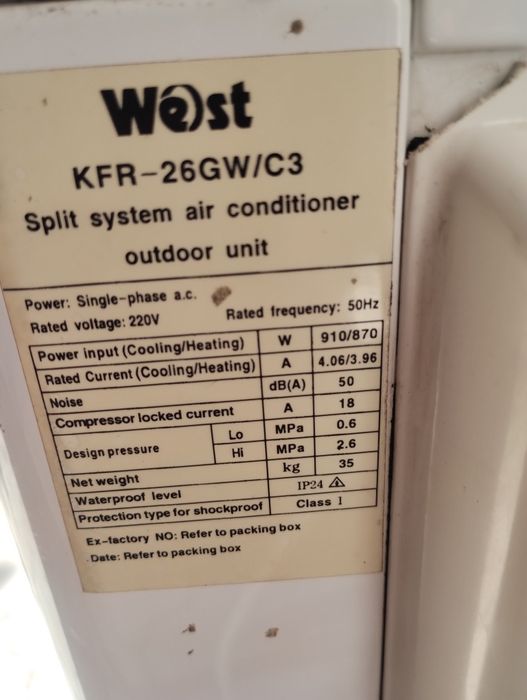 West
KFR-26GW/C3
Split system air conditioner
outdoor unit
Power: Single-phase a.c.
Rated voltage: 220V Rated frequency: 50Hz
Power input (Cooling/Heating) W 910/870
Rated Current (Cooling/Heating) A 4.06/3.96
Noise dB(A) 50
Compressor locked current A 18
Design pressure Lo MPa 0.6
Hi MPa 2.6
Net weight kg 35
Waterproof level IP24
Protection type for shockproof Class I
Ex-factory NO: Refer to packing box
Date: Refer to packing box